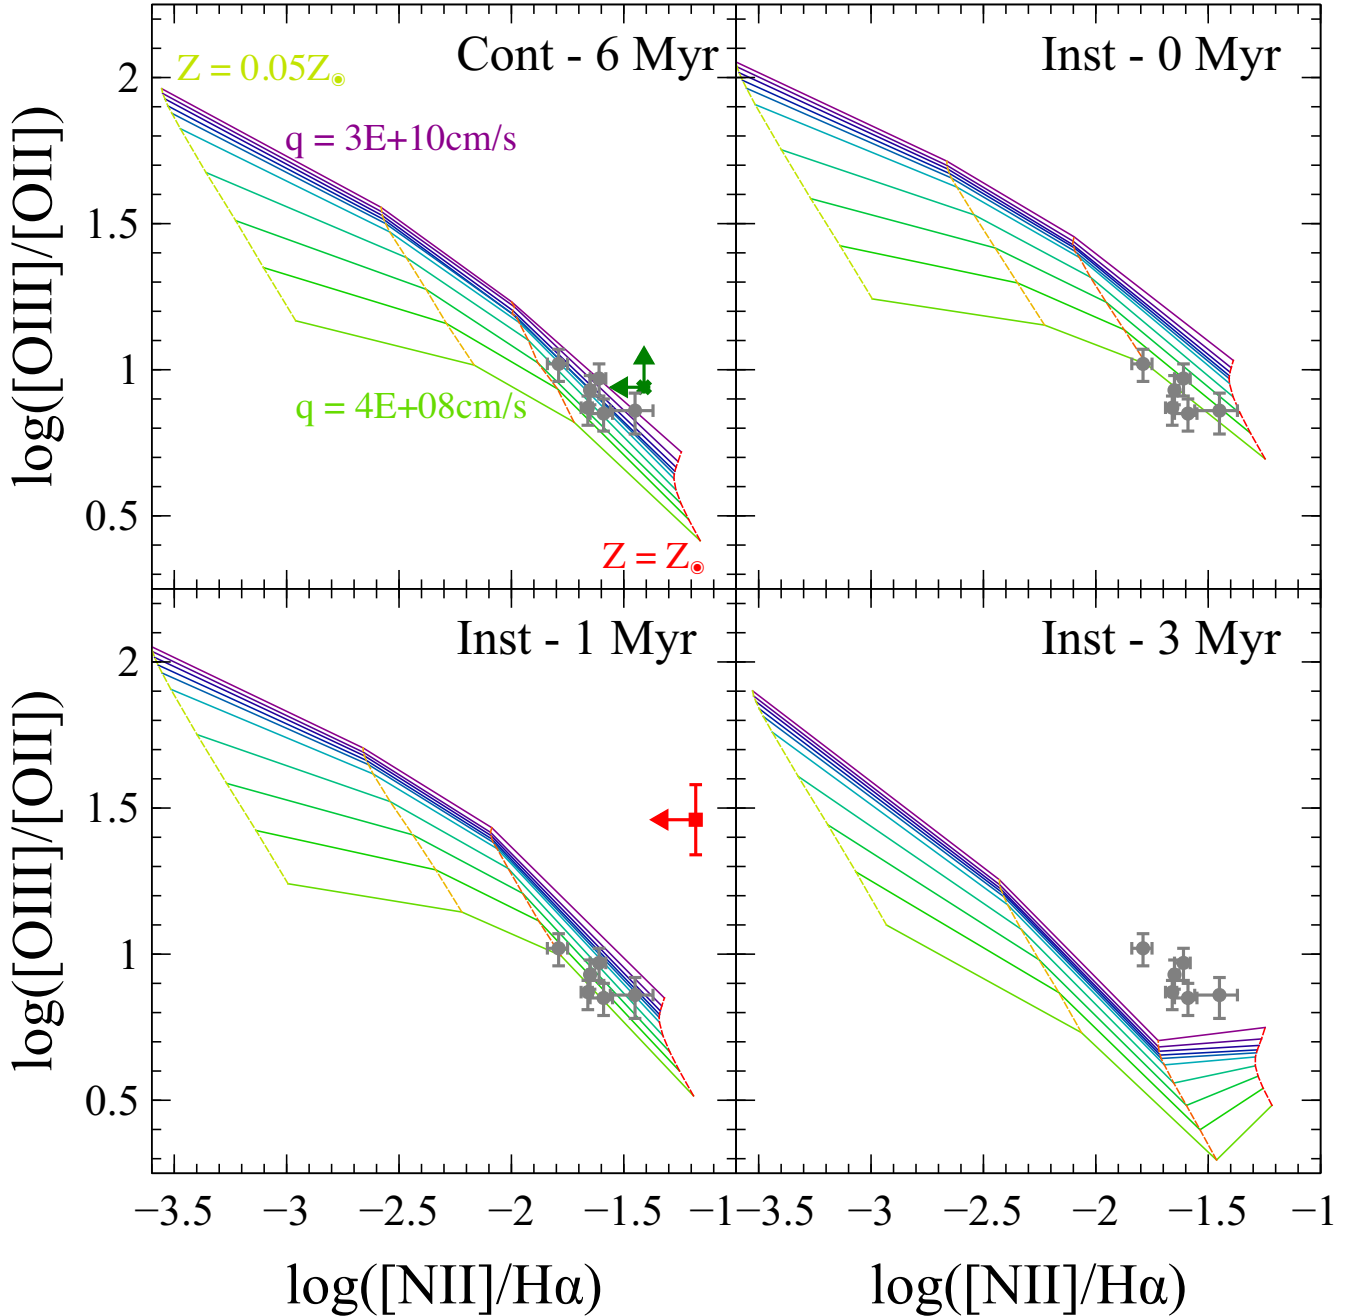 Cont - 6 Myr
Inst - 0 Myr
Z = 0.05Z☉
q = 3E+10cm/s
q = 4E+08cm/s
Z = Z☉
log([OIII]/[OII])
2
1.5
1
0.5
Inst - 1 Myr
Inst - 3 Myr
log([OIII]/[OII])
2
1.5
1
0.5
−3.5 −3 −2.5 −2 −1.5 −3.5 −3 −2.5 −2 −1.5 −1
log([NII]/Hα) log([NII]/Hα)